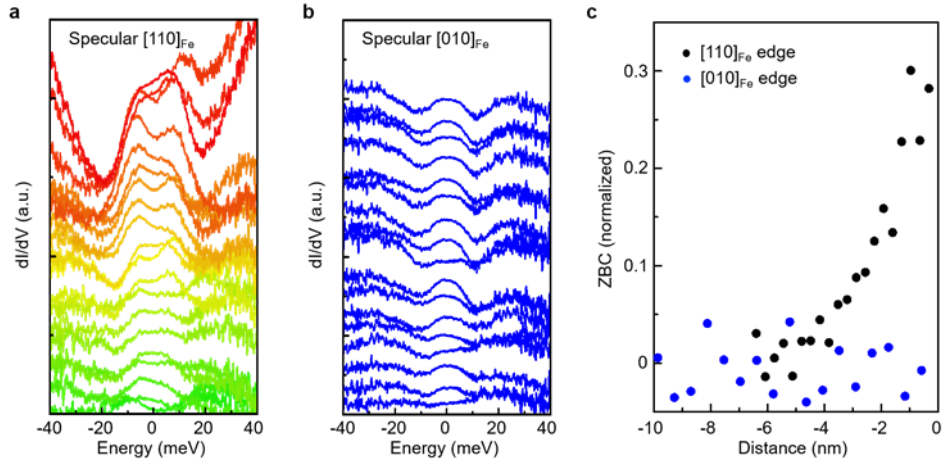 a
Specular [110]Fe
dI/dV (a.u.)
-40 -20 0 20 40
Energy (meV)
b
Specular [010]Fe
dI/dV (a.u.)
-40 -20 0 20 40
Energy (meV)
c
[110]Fe edge
[010]Fe edge
ZBC (normalized)
0.3
0.2
0.1
0
-10 -8 -6 -4 -2 0
Distance (nm)